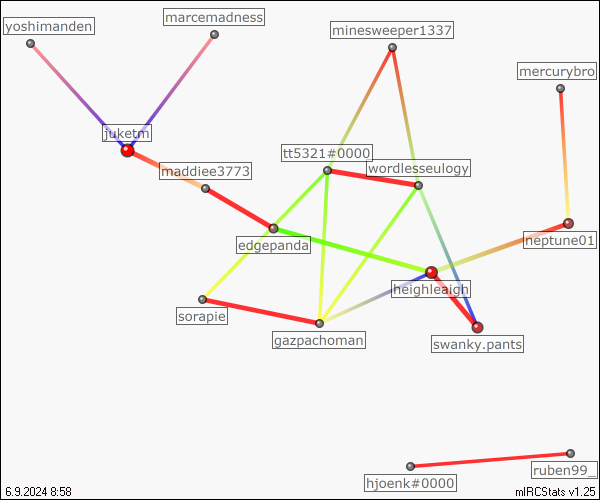 marcemadness
yoshimanden
minesweeper1337
mercurybro
juketm
tt5321#0000
maddiee3773
wordlesseulogy
edgepanda
neptune01
heighleaigh
sorapie
gazpachoman
swanky.pants
ruben99_
hjoenk#0000
6.9.2024 8:58
mIRCStats v1.25